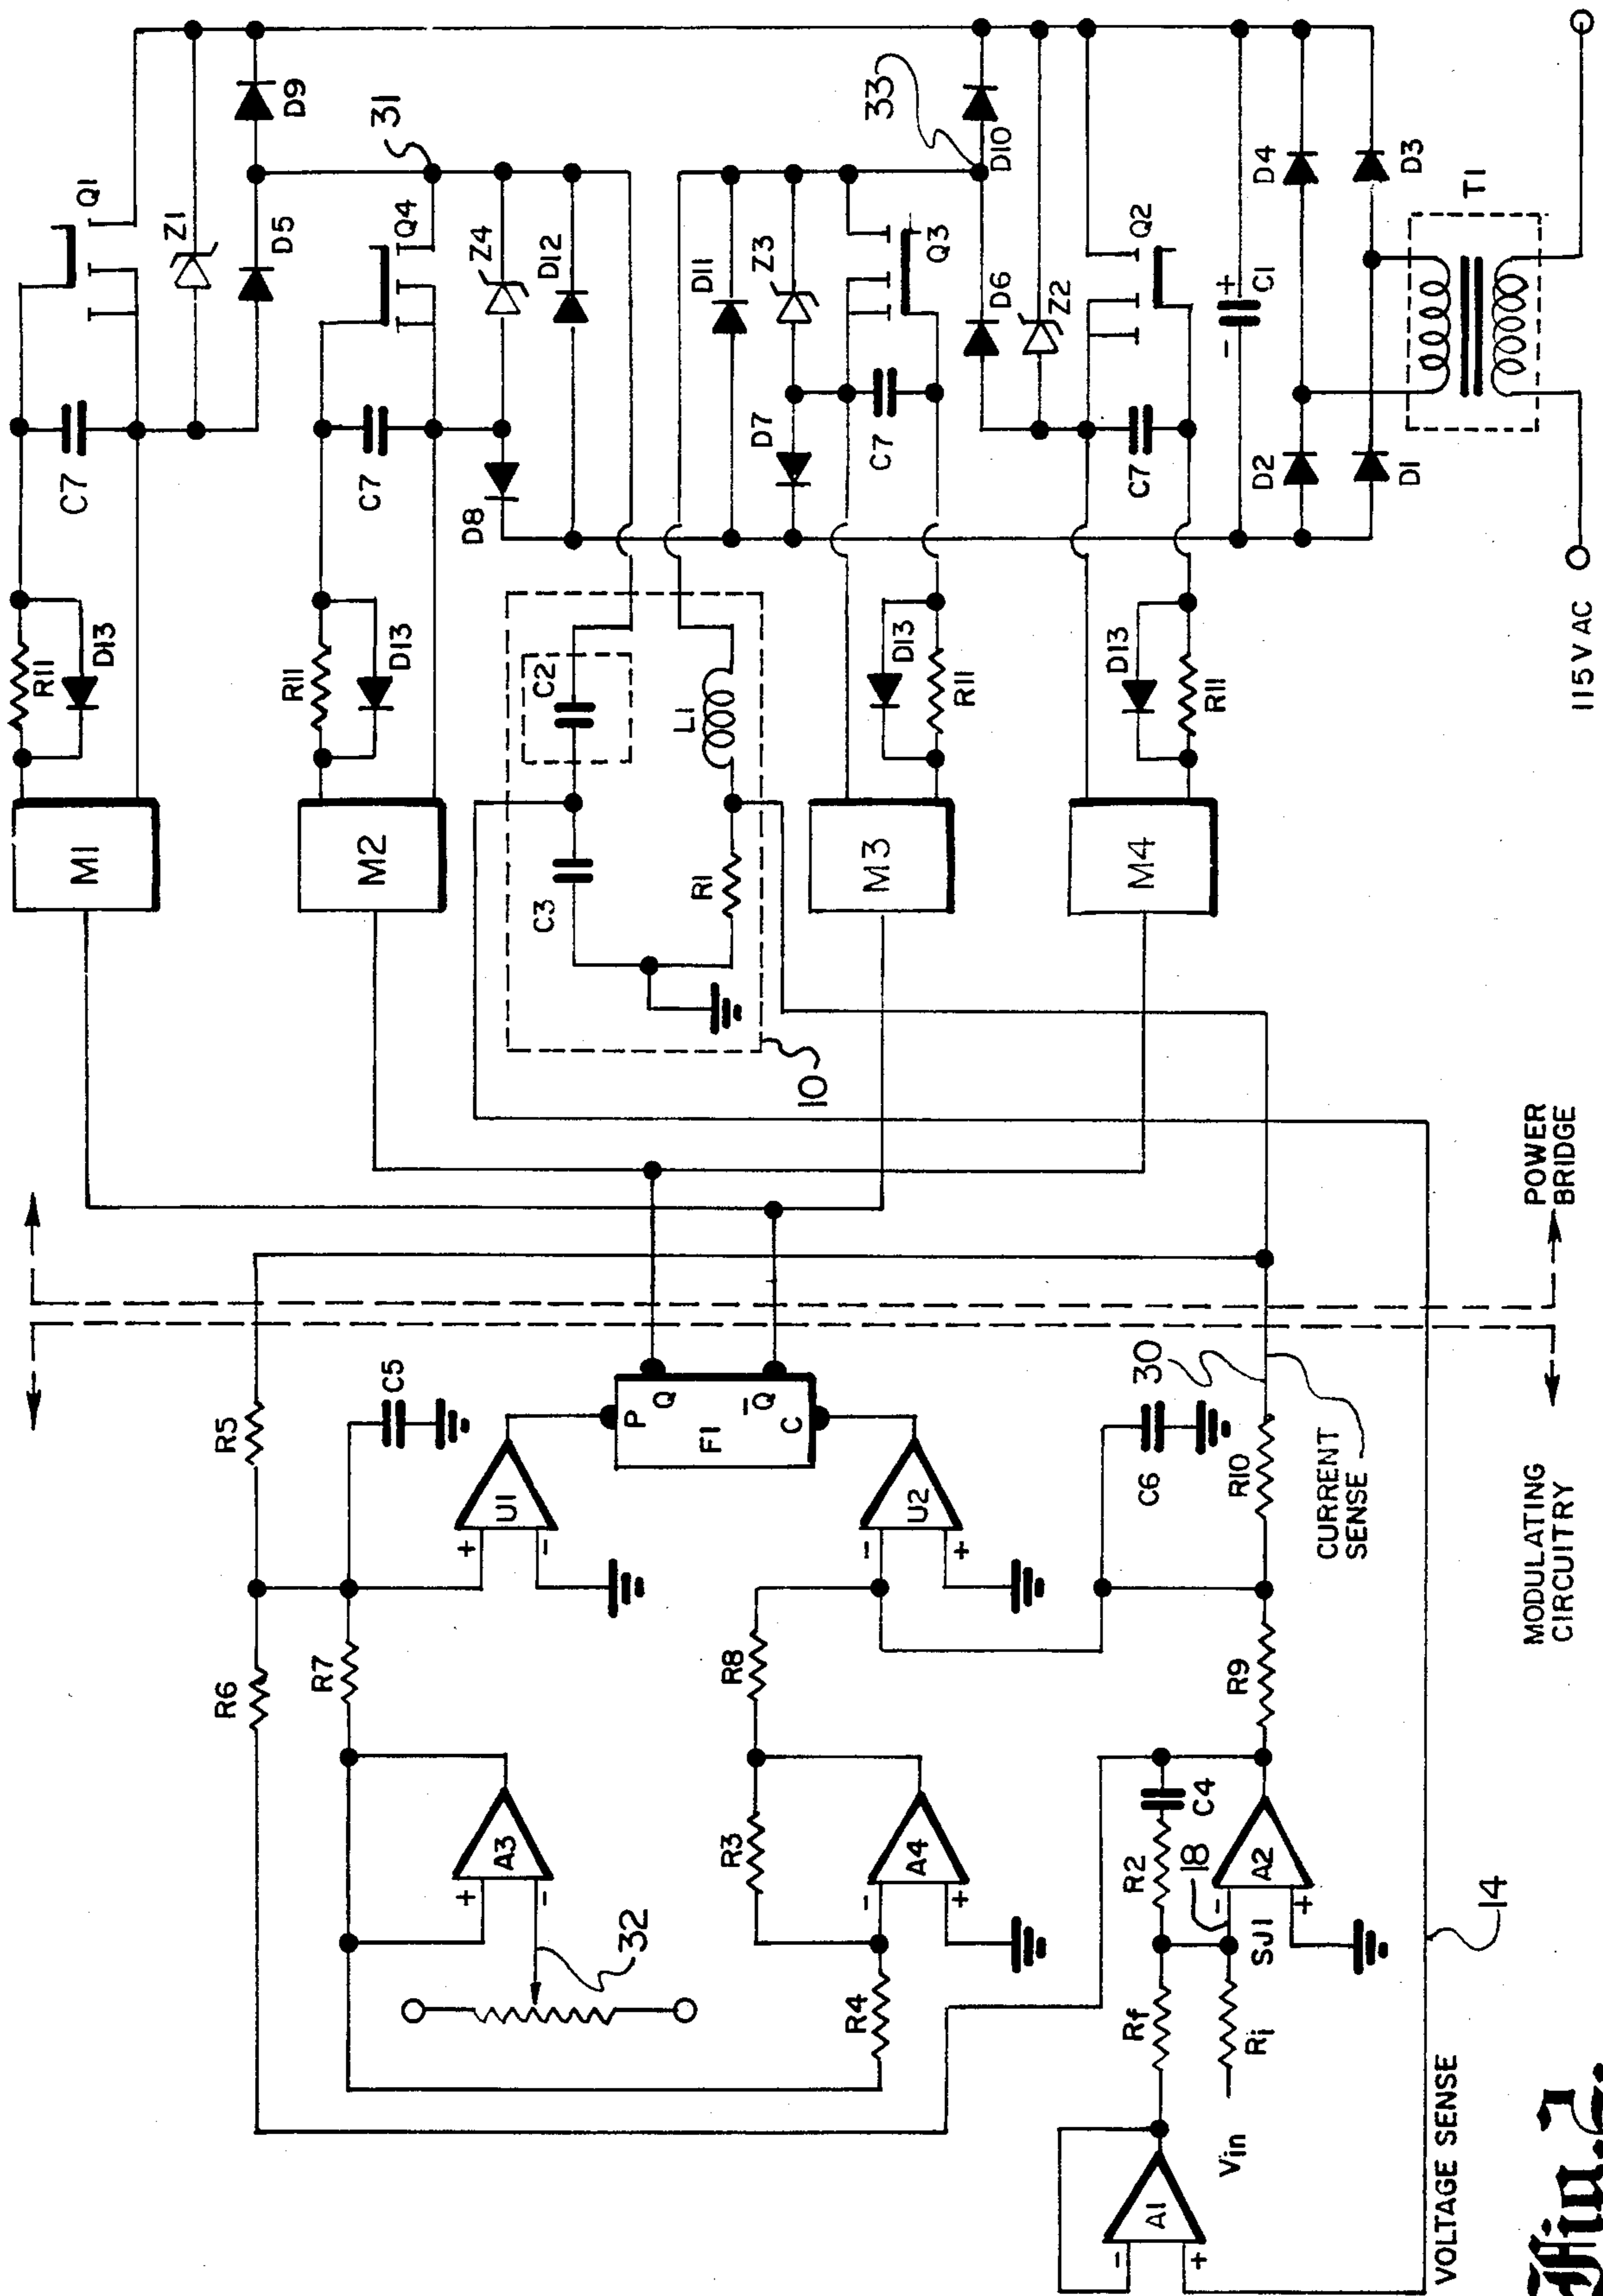 M1
R11
D13
C7
Q1
Z1
D5
D9
31
M2
R11
D13
C7
Q4
D8
Z4
D12
C2
C3
L1
R1
10
D11
Z3
D7
C7
Q3
33
D10
D6
Z2
Q2
M3
D13
R11
M4
D13
R11
C7
- +
C1
D2
D4
D1
D3
T1
115 V AC
POWER
BRIDGE
R5
R6
R7
C5
+
-
U1
P
Q
F1
Q̄
C
-
+
U2
C6
30
R10
CURRENT
SENSE
MODULATING
CIRCUITRY
+
-
A3
32
R3
R8
R4
-
+
A4
R9
R2
C4
18
Rf
SJ1
-
+
A2
Ri
Vin
-
+
A1
14
VOLTAGE SENSE